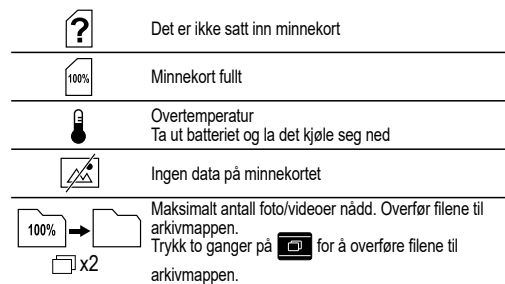 ?
Det er ikke satt inn minnekort
100%
Minnekort fullt
Overtemperatur
Ta ut batteriet og la det kjøle seg ned
Ingen data på minnekortet
Maksimalt antall foto/videoer nådd. Overfør filene til
arkivmappen.
100%
Trykk to ganger på for å overføre filene til
x2
arkivmappen.